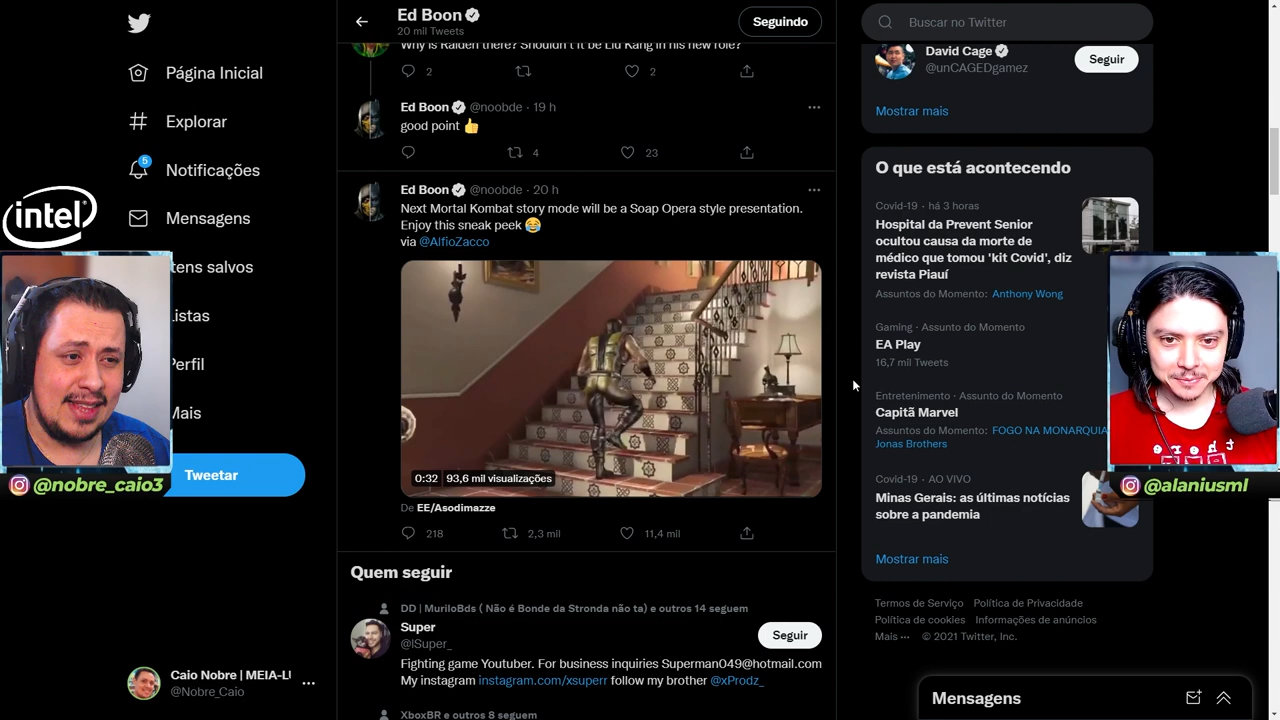 Ed Boon
20 mil Tweets
Seguindo
Buscar no Twitter
Why is Raiden there? Shouldn't it be Liu Kang in his new role?
2
2
Ed Boon @noobde · 19 h
good point 👍
4
23
Ed Boon @noobde · 20 h
Next Mortal Kombat story mode will be a Soap Opera style presentation.
Enjoy this sneak peek 😂
via @AlfioZacco
0:32 93,6 mil visualizações
De EE/Asodimazze
218
2,3 mil
11,4 mil
Quem seguir
DD | MuriloBds ( Não é Bonde da Stronda não ta) e outros 14 seguem
Super
@lSuper_
Seguir
Fighting game Youtuber. For business inquiries Superman049@hotmail.com
My instagram instagram.com/xsuperr follow my brother @xProdz_
XboxBR e outros 8 seguem
Página Inicial
Explorar
5
Notificações
Mensagens
Itens salvos
Listas
Perfil
Mais
Tweetar
intel
@nobre_caio3
Caio Nobre | MEIA-LU
@Nobre_Caio
David Cage
@unCAGEDgamez
Seguir
Mostrar mais
O que está acontecendo
Covid-19 · há 3 horas
Hospital da Prevent Senior
ocultou causa da morte de
médico que tomou 'kit Covid', diz
revista Piauí
Assuntos do Momento: Anthony Wong
Gaming · Assunto do Momento
EA Play
16,7 mil Tweets
Entretenimento · Assunto do Momento
Capitã Marvel
Assuntos do Momento: FOGO NA MONARQUIA
Jonas Brothers
Covid-19 · AO VIVO
Minas Gerais: as últimas notícias
sobre a pandemia
Mostrar mais
@alaniusml
Termos de Serviço Política de Privacidade
Política de cookies Informações de anúncios
Mais ··· © 2021 Twitter, Inc.
Mensagens